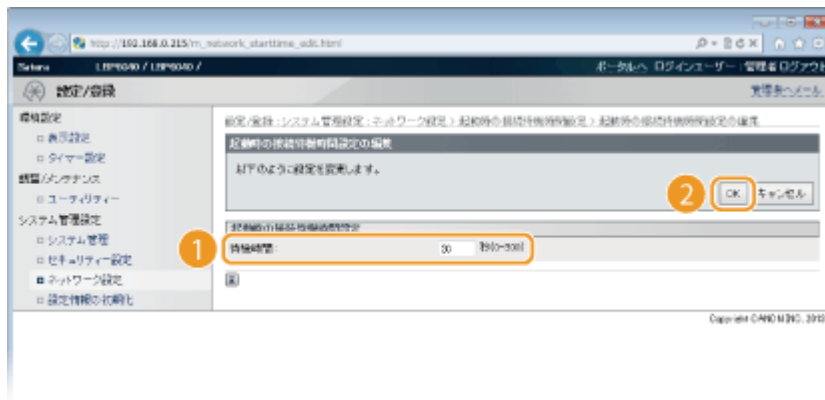 http://192.168.0.215/m_network_starttime_edit.html
Satera LBP6040 / LBP6040 /
ポータルへ ログインユーザー: 管理者 ログアウト
設定/登録
管理者へメール
環境設定
表示設定
タイマー設定
調整/メンテナンス
ユーティリティー
システム管理設定
システム管理
セキュリティー設定
ネットワーク設定
設定情報の初期化
設定/登録 : システム管理設定 : ネットワーク設定 > 起動時の接続待機時間設定 > 起動時の接続待機時間設定の編集
起動時の接続待機時間設定の編集
以下のように設定を変更します。
2
OK
キャンセル
起動時の接続待機時間設定
1
待機時間 :
秒(0~300)
Copyright CANON INC. 2013